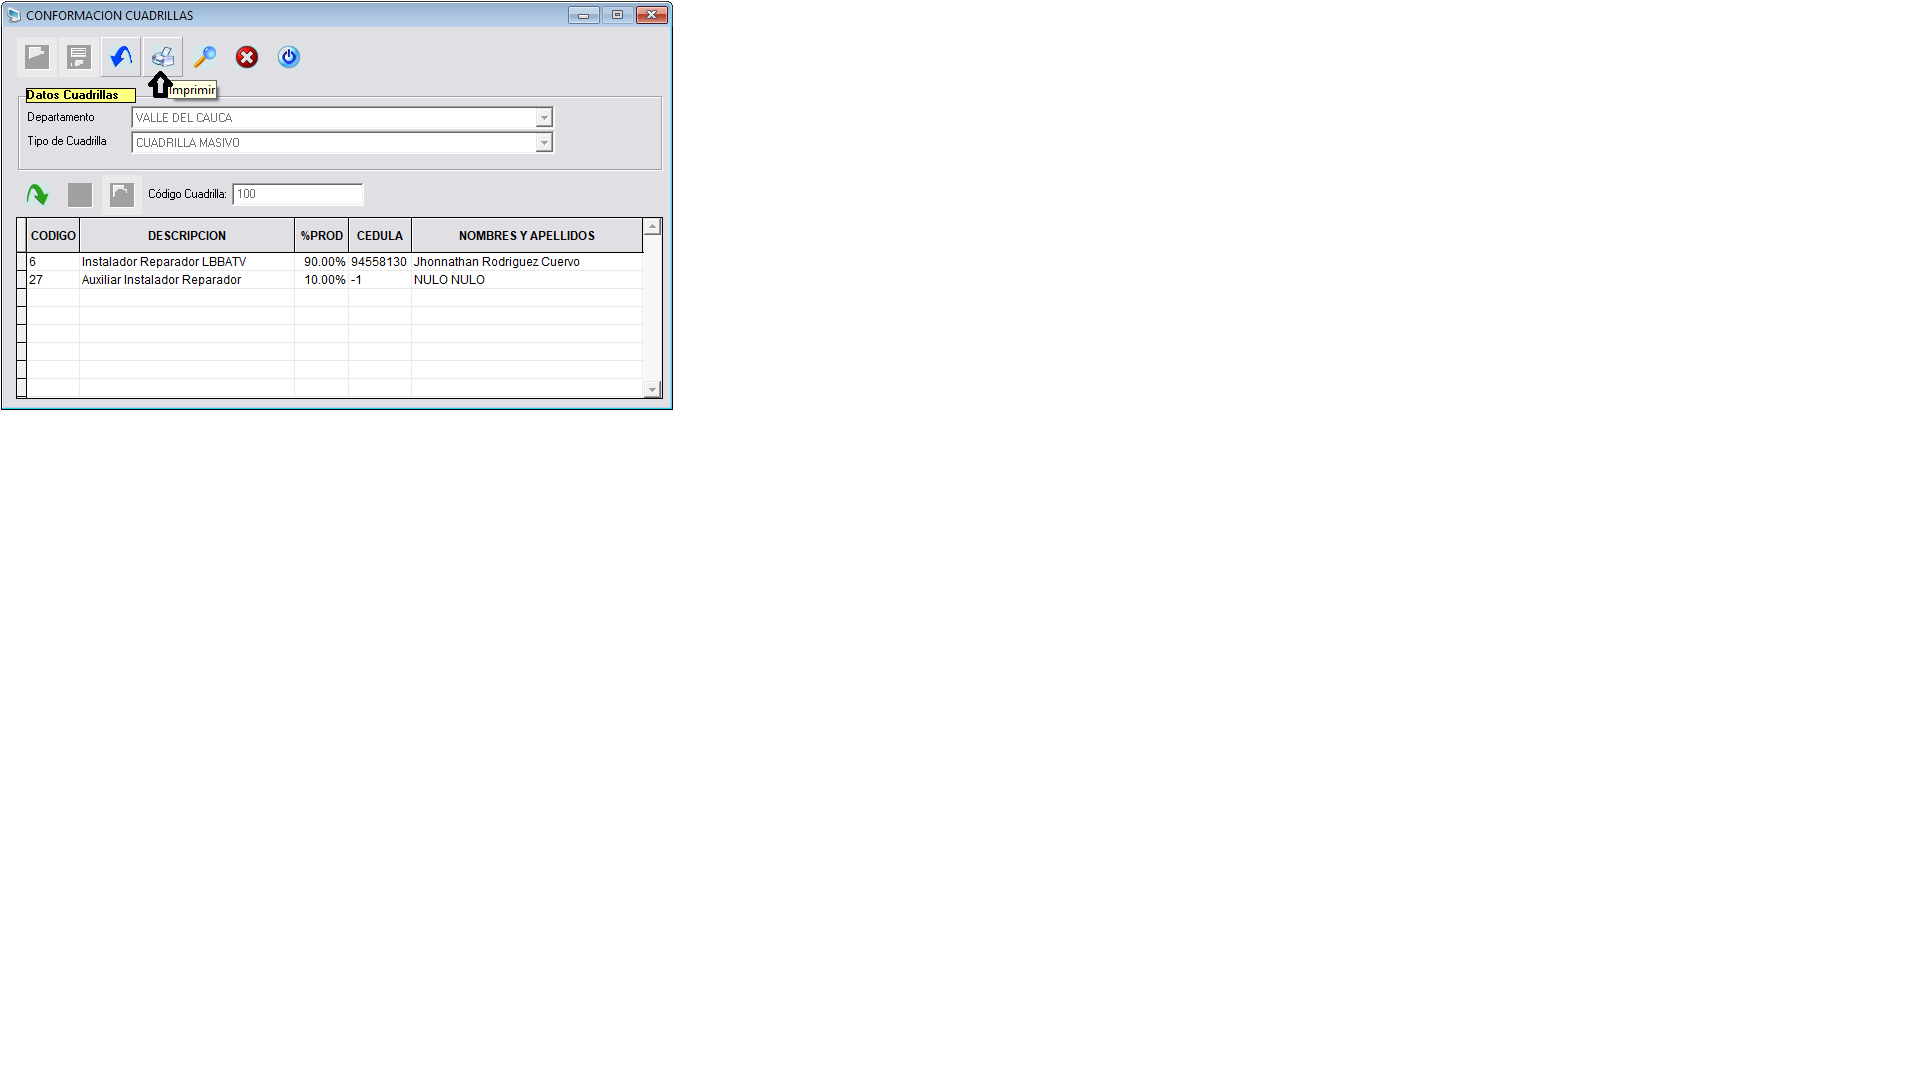 CONFORMACION CUADRILLAS
Imprimir
Datos Cuadrillas
Departamento VALLE DEL CAUCA
Tipo de Cuadrilla CUADRILLA MASIVO
Código Cuadrilla: 100
CODIGO DESCRIPCION %PROD CEDULA NOMBRES Y APELLIDOS
6 Instalador Reparador LBBATV 90.00% 94558130 Jhonnathan Rodriguez Cuervo
27 Auxiliar Instalador Reparador 10.00% -1 NULO NULO